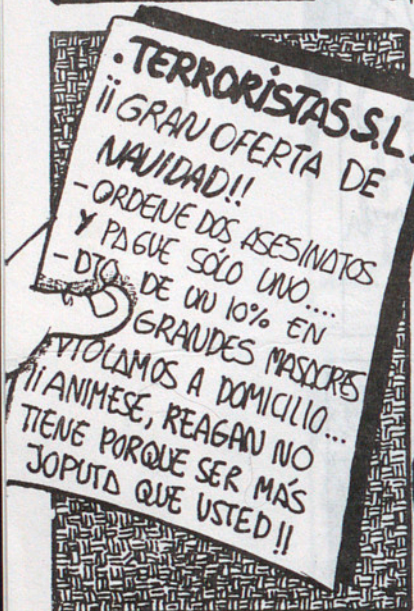 . TERRORISTAS S.L.
¡¡GRAN OFERTA DE
NAVIDAD!!
- ORDENE DOS ASESINATOS
Y PAGUE SÓLO UNO....
- DTO. DE UN 10% EN
GRANDES MASACRES
VIOLAMOS A DOMICILIO...
¡¡ANIMESE, REAGAN NO
TIENE PORQUE SER MÁS
JOPUTA QUE USTED!!